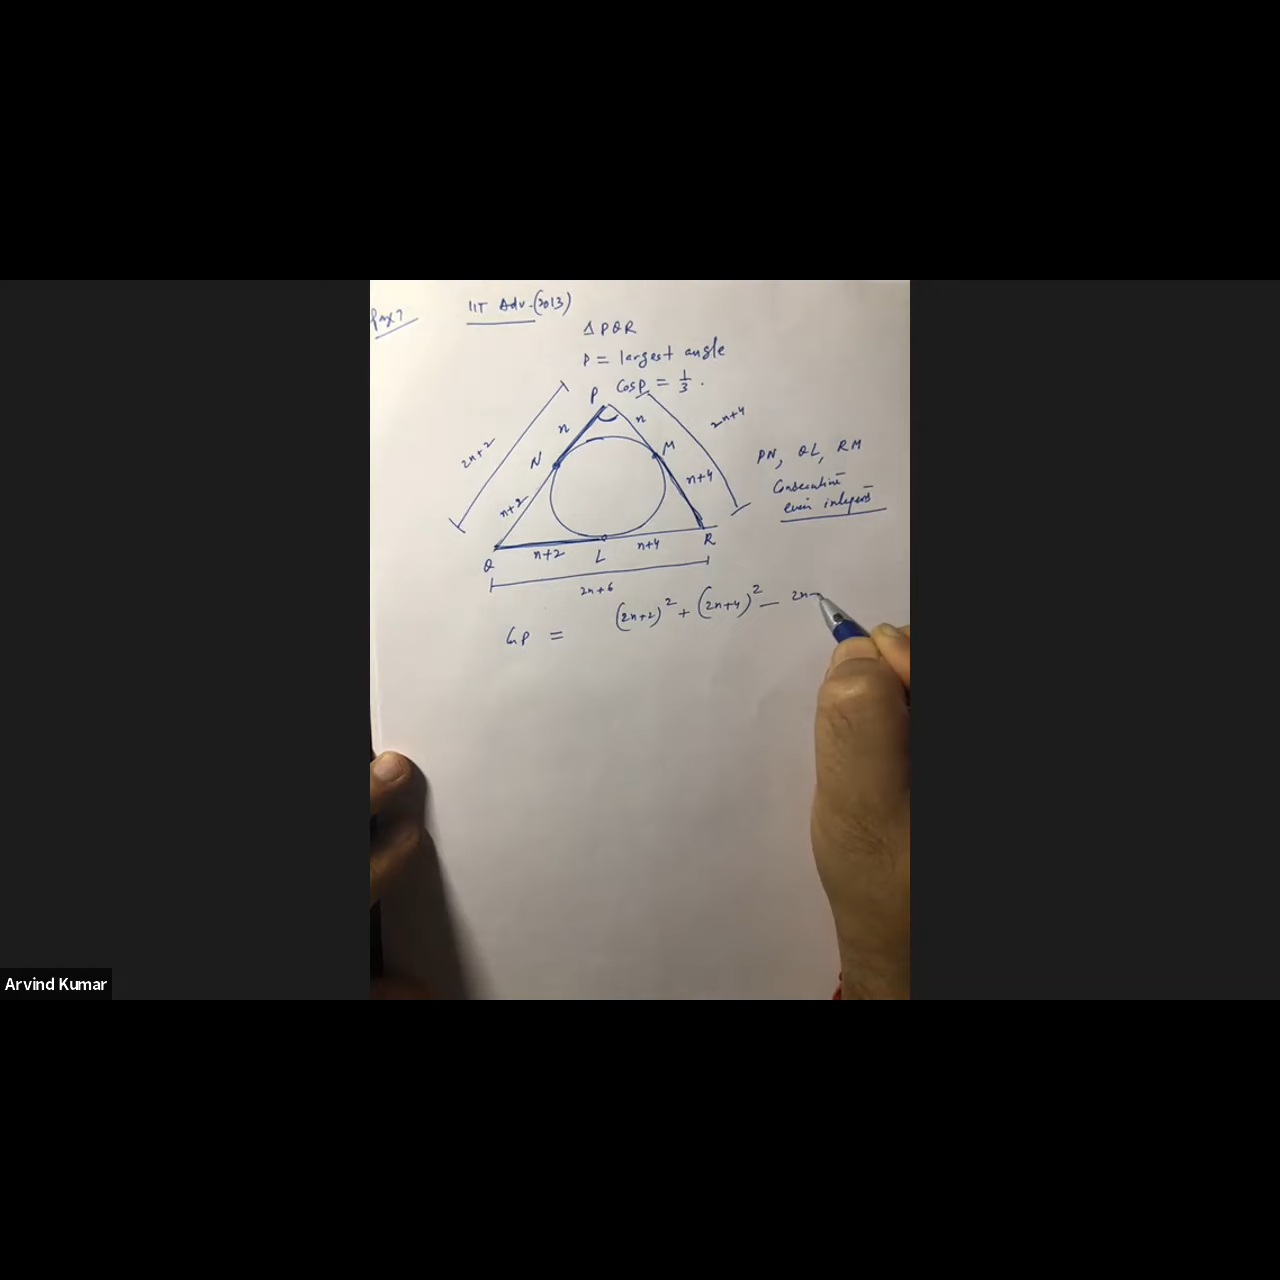 IIT Adv. (2013)
Δ PQR
P = largest angle
Cos P = 1/3 .
P
2n+2
n
n
2n+4
N
M
PN, QL, RM
Consecutive
even integers
n+2
n+4
Q
n+2
L
n+4
R
2n+6
Cos P = (2n+2)² + (2n+4)² − 2n
Arvind Kumar